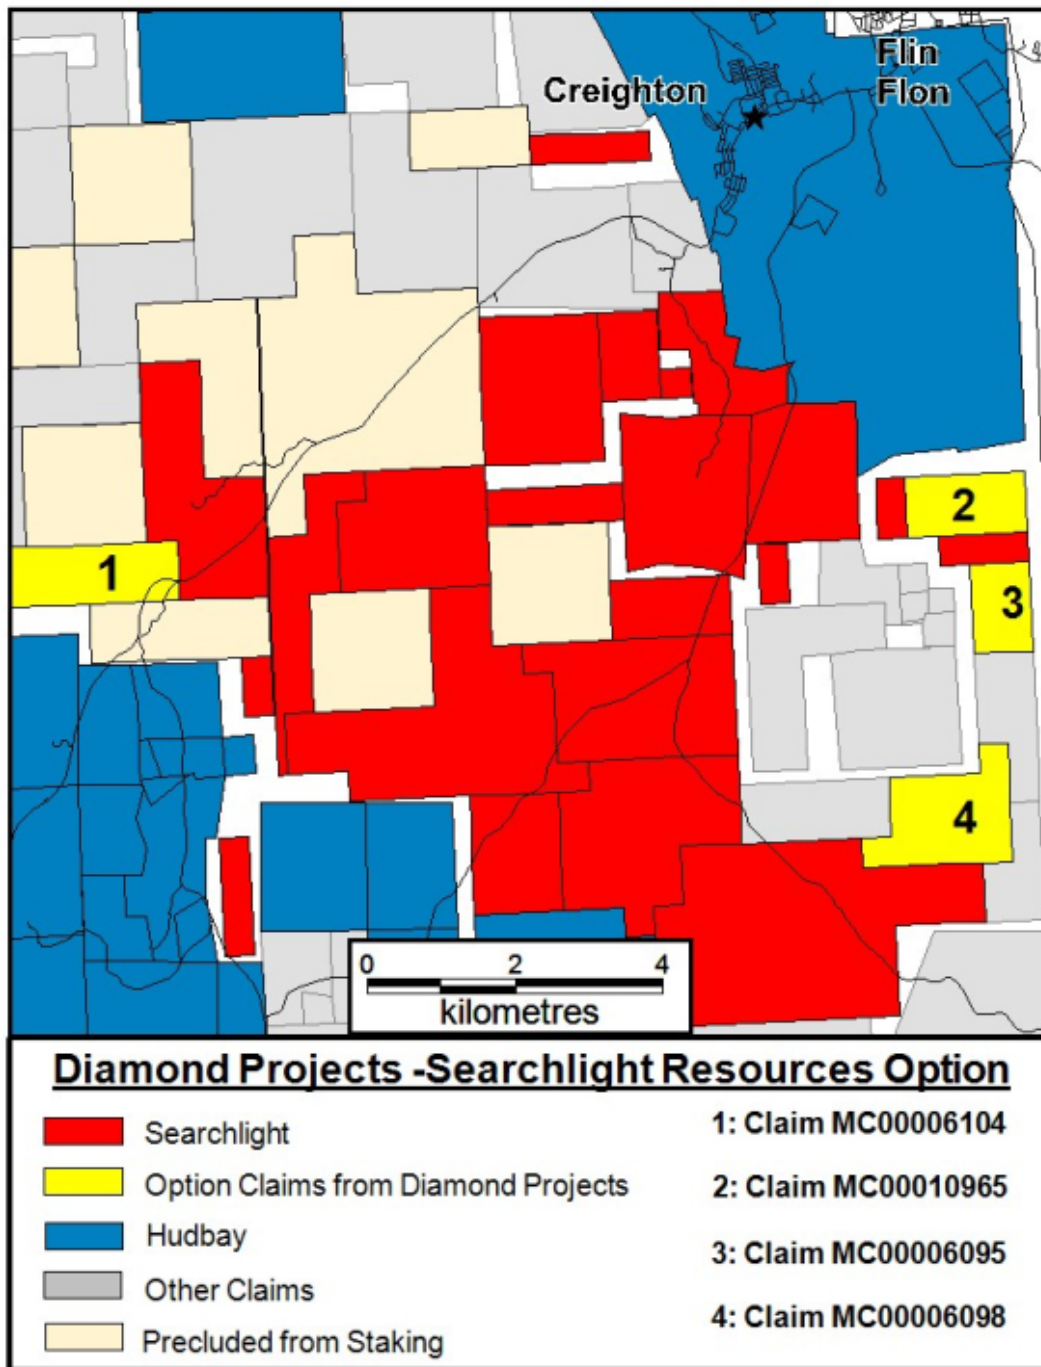 Flin
Flon
Creighton
2
1
3
4
0 2 4
kilometres
Diamond Projects -Searchlight Resources Option
Searchlight
Option Claims from Diamond Projects
Hudbay
Other Claims
Precluded from Staking
1: Claim MC00006104
2: Claim MC00010965
3: Claim MC00006095
4: Claim MC00006098